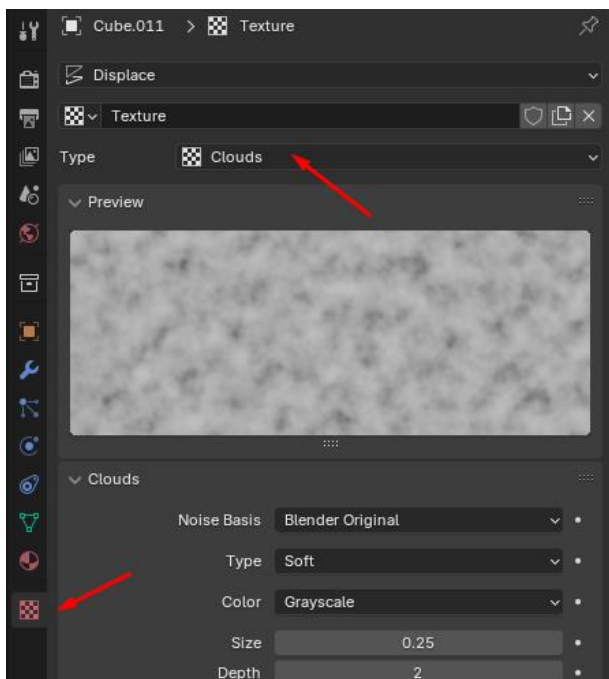 Cube.011 > Texture
Displace
Texture
Type Clouds
Preview
Clouds
Noise Basis Blender Original
Type Soft
Color Grayscale
Size 0.25
Depth 2